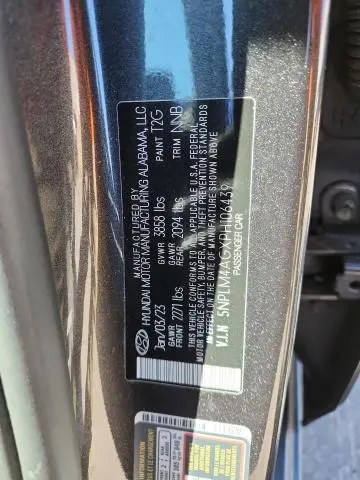 MANUFACTURED BY
HYUNDAI MOTOR MANUFACTURING ALABAMA, LLC
Jan/03/23 GVWR 3858 lbs PAINT T2G
GAWR FRONT 2271 lbs GAWR REAR 2094 lbs TRIM NNB
THIS VEHICLE CONFORMS TO ALL APPLICABLE U.S.A. FEDERAL
MOTOR VEHICLE SAFETY, BUMPER, AND THEFT PREVENTION STANDARDS
IN EFFECT ON THE DATE OF MANUFACTURE SHOWN ABOVE.
V.I.N
PASSENGER CAR